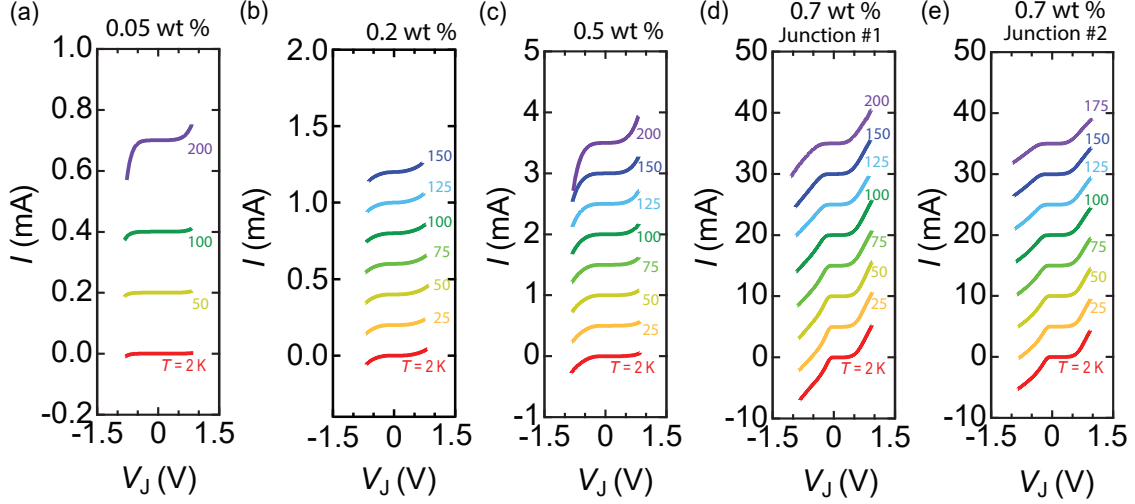 (a)
0.05 wt %
1.0
0.8
0.6
0.4
0.2
0.0
-0.2
I (mA)
200
100
50
T = 2 K
-1.5
0
1.5
VJ (V)
(b)
0.2 wt %
2.0
1.5
1.0
0.5
0.0
I (mA)
150
125
100
75
50
25
T = 2 K
-1.5
0
1.5
VJ (V)
(c)
0.5 wt %
5
4
3
2
1
0
-1
I (mA)
200
150
125
100
75
50
25
T = 2 K
-1.5
0
1.5
VJ (V)
(d)
0.7 wt %
Junction #1
50
40
30
20
10
0
-10
I (mA)
200
150
125
100
75
50
25
T = 2 K
-1.5
0
1.5
VJ (V)
(e)
0.7 wt %
Junction #2
50
40
30
20
10
0
-10
I (mA)
175
150
125
100
75
50
25
T = 2 K
-1.5
0
1.5
VJ (V)